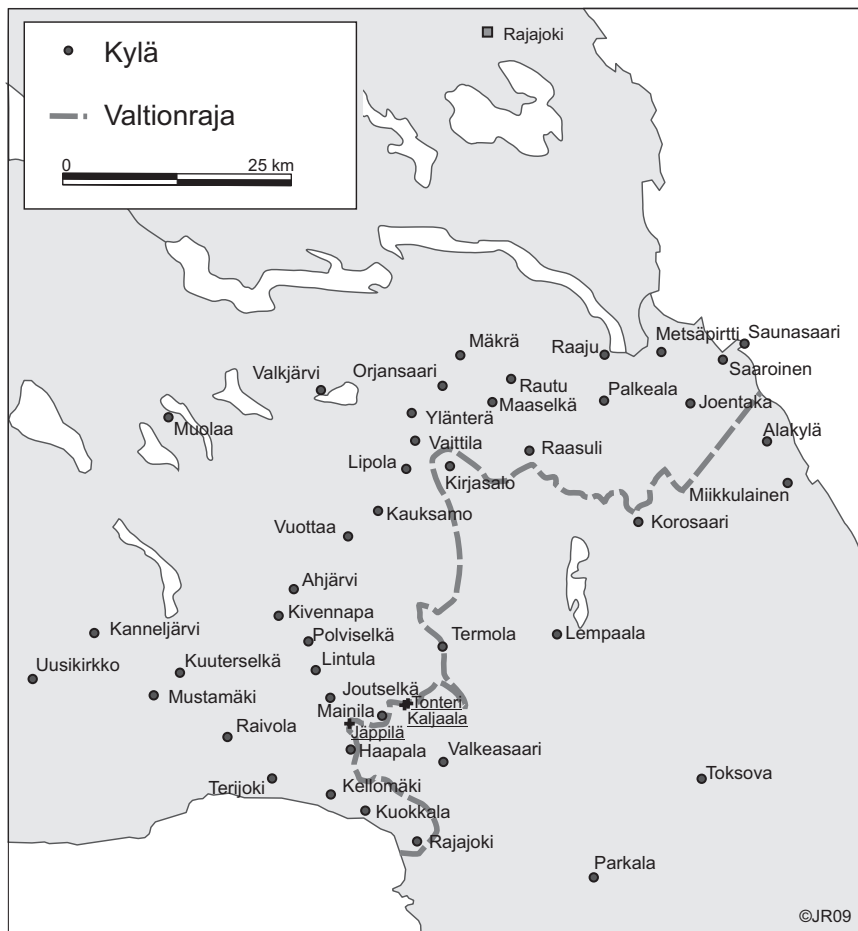 Rajajoki
Kylä
Valtionraja
0 25 km
Mäkrä
Raaju
Metsäpirtti
Saunasaari
Saaroinen
Valkjärvi
Orjansaari
Rautu
Maaselkä
Palkeala
Joentaka
Muolaa
Ylänterä
Vaittila
Raasuli
Alakylä
Lipola
Kirjasalo
Miikkulainen
Kauksamo
Korosaari
Vuottaa
Ahjärvi
Kivennapa
Kanneljärvi
Polviselkä
Termola
Lempaala
Uusikirkko
Kuuterselkä
Lintula
Mustamäki
Joutselkä
Tonteri
Mainila
Kaljaala
Raivola
Jäppilä
Haapala
Valkeasaari
Terijoki
Kellomäki
Toksova
Kuokkala
Rajajoki
Parkala
©JR09